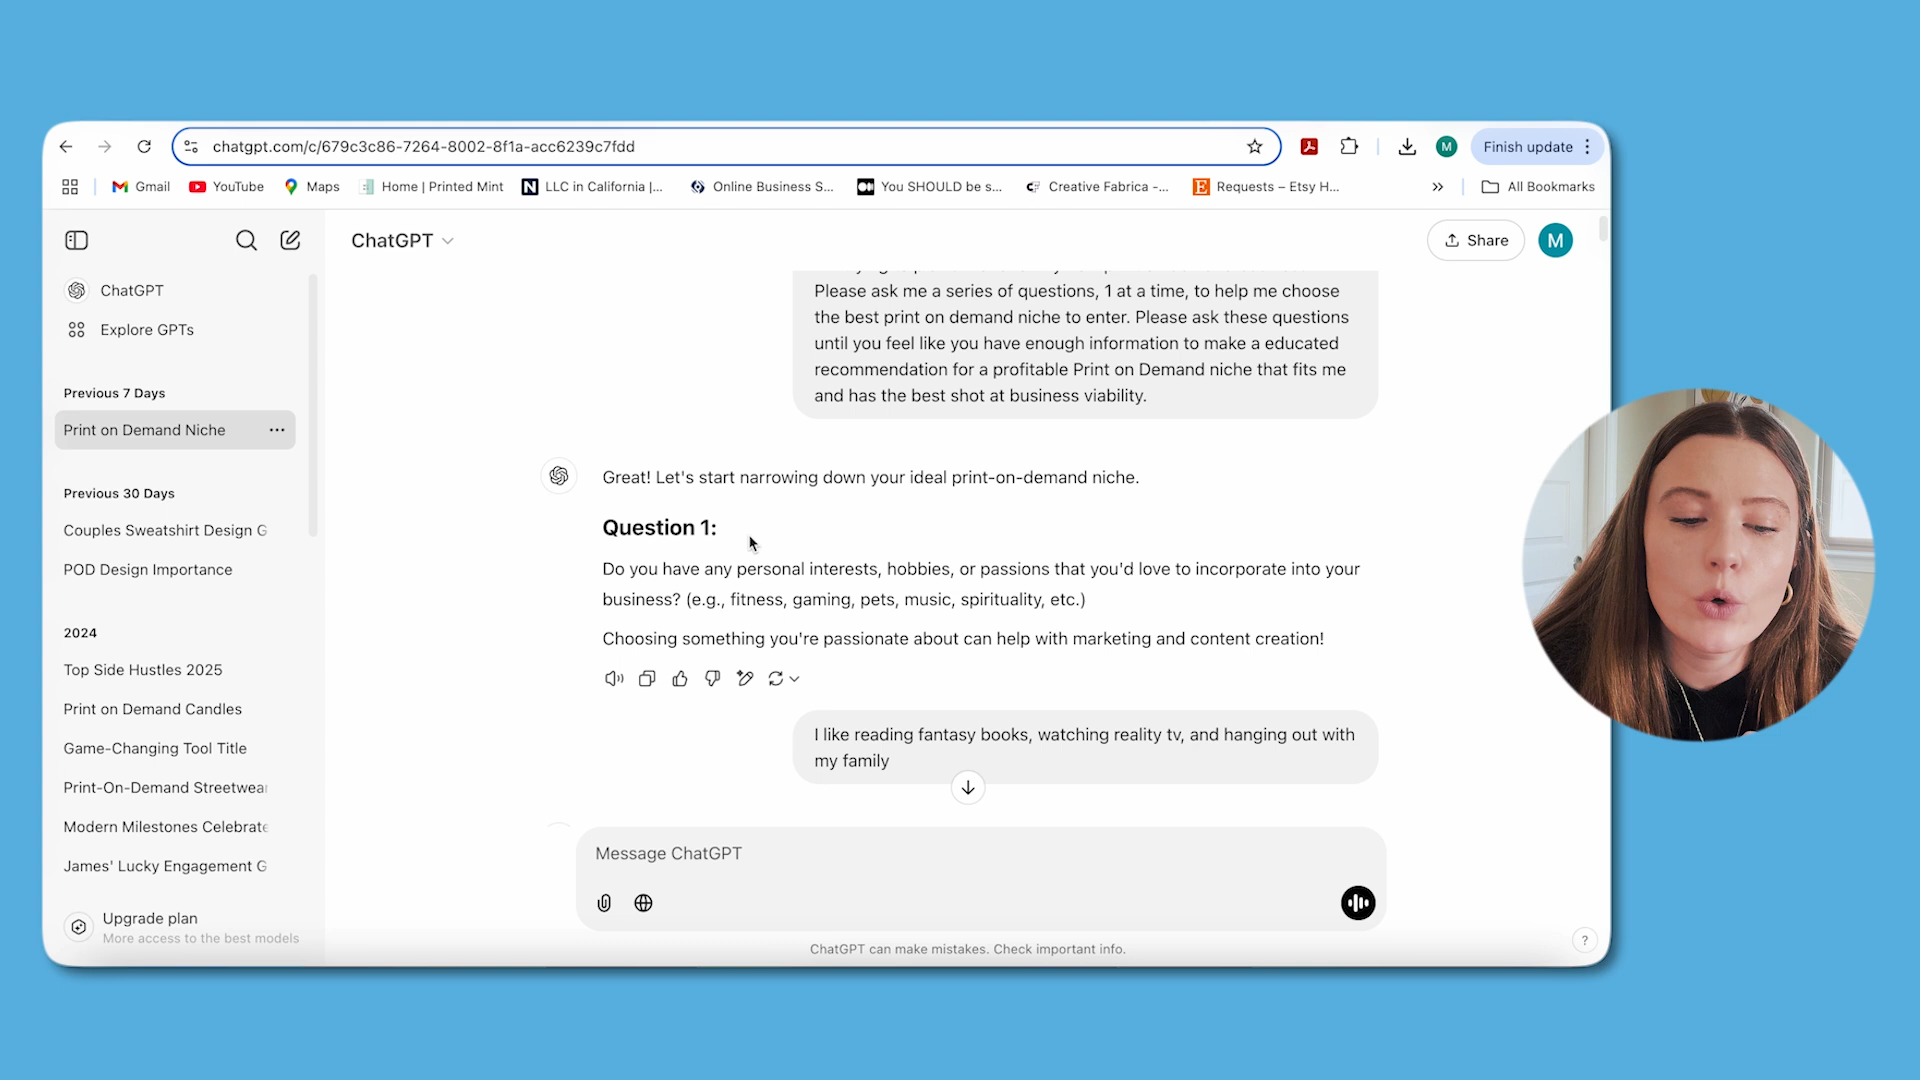 chatgpt.com/c/679c3c86-7264-8002-8f1a-acc6239c7fdd
M
Finish update
Gmail
YouTube
Maps
Home | Printed Mint
LLC in California |...
Online Business S...
You SHOULD be s...
Creative Fabrica -...
Requests – Etsy H...
All Bookmarks
ChatGPT
Share
M
ChatGPT
Explore GPTs
Previous 7 Days
Print on Demand Niche
Previous 30 Days
Couples Sweatshirt Design G
POD Design Importance
2024
Top Side Hustles 2025
Print on Demand Candles
Game-Changing Tool Title
Print-On-Demand Streetwear
Modern Milestones Celebrate
James' Lucky Engagement G
Upgrade plan
More access to the best models
Please ask me a series of questions, 1 at a time, to help me choose
the best print on demand niche to enter. Please ask these questions
until you feel like you have enough information to make a educated
recommendation for a profitable Print on Demand niche that fits me
and has the best shot at business viability.
Great! Let's start narrowing down your ideal print-on-demand niche.
Question 1:
Do you have any personal interests, hobbies, or passions that you'd love to incorporate into your
business? (e.g., fitness, gaming, pets, music, spirituality, etc.)
Choosing something you're passionate about can help with marketing and content creation!
I like reading fantasy books, watching reality tv, and hanging out with
my family
Message ChatGPT
ChatGPT can make mistakes. Check important info.
?